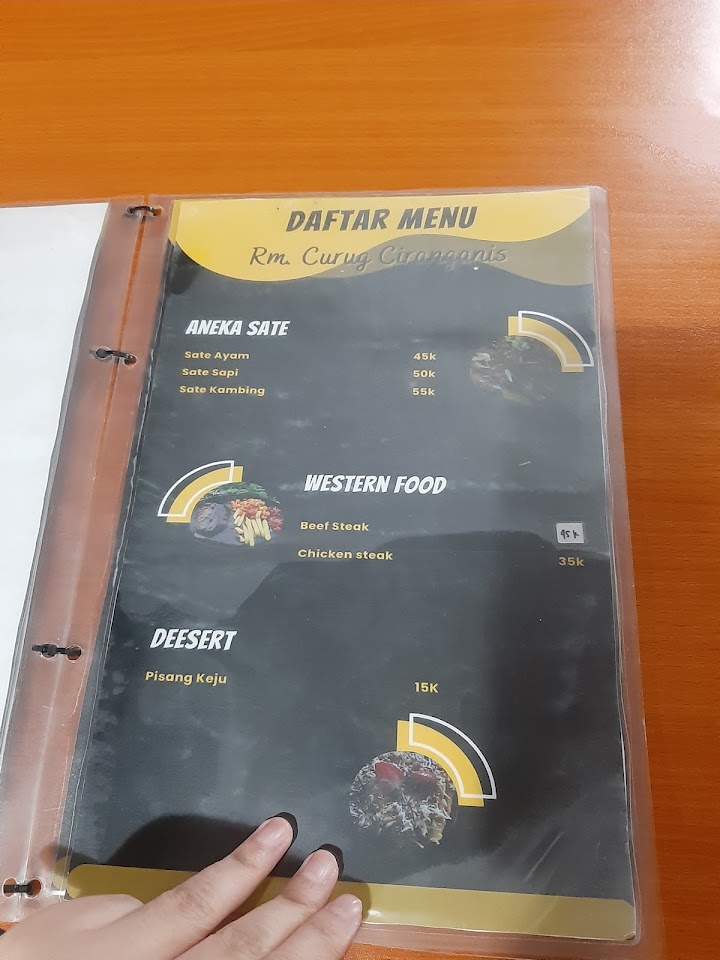 DAFTAR MENU
Rm. Curug Ciranganis
ANEKA SATE
Sate Ayam 45k
Sate Sapi 50k
Sate Kambing 55k
WESTERN FOOD
Beef Steak 95k
Chicken steak 35k
DEESERT
Pisang Keju 15K